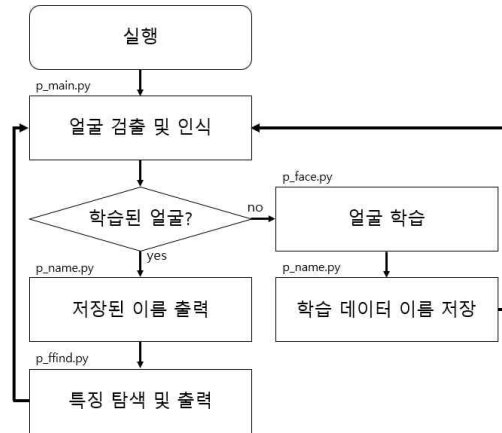 실행
p_main.py
얼굴 검출 및 인식
학습된 얼굴?
no
yes
p_face.py
얼굴 학습
p_name.py
저장된 이름 출력
p_name.py
학습 데이터 이름 저장
p_ffind.py
특징 탐색 및 출력